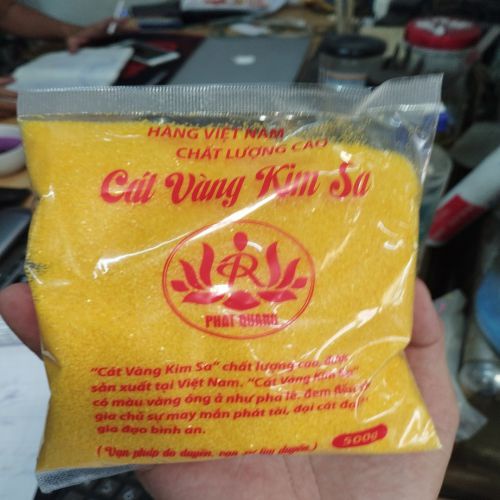 HÀNG VIỆT NAM
CHẤT LƯỢNG CAO
Cát Vàng Kim Sa
PHÁT QUANG
"Cát Vàng Kim Sa" chất lượng cao, được
sản xuất tại Việt Nam. "Cát Vàng Kim Sa"
có màu vàng óng ả như pha lê, đem đến
gia chủ sự may mắn phát tài, đại cát đại
gia đạo bình an.
( Vạn pháp do duyên, vạn sự tùy duyên. )
500g